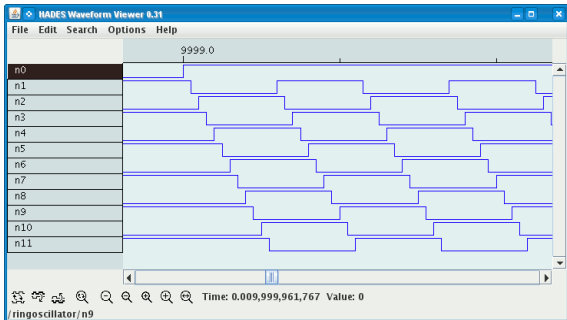 HADES Waveform Viewer 0.31
File Edit Search Options Help
9999.0
n0
n1
n2
n3
n4
n5
n6
n7
n8
n9
n10
n11
Time: 0.009,999,961,767 Value: 0
/ringoscillator/n9